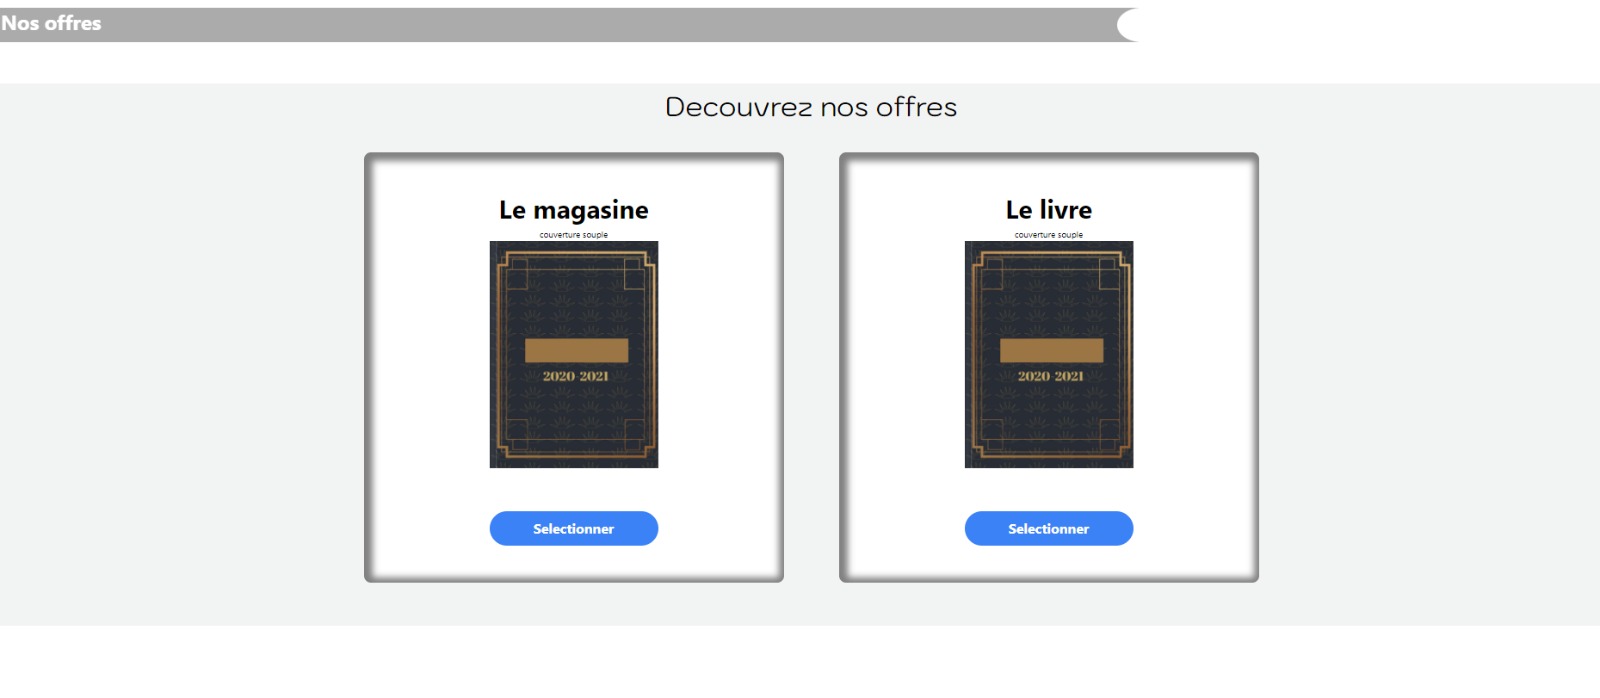 Nos offres
Decouvrez nos offres
Le magasine
couverture souple
2020-2021
Selectionner
Le livre
couverture souple
2020-2021
Selectionner